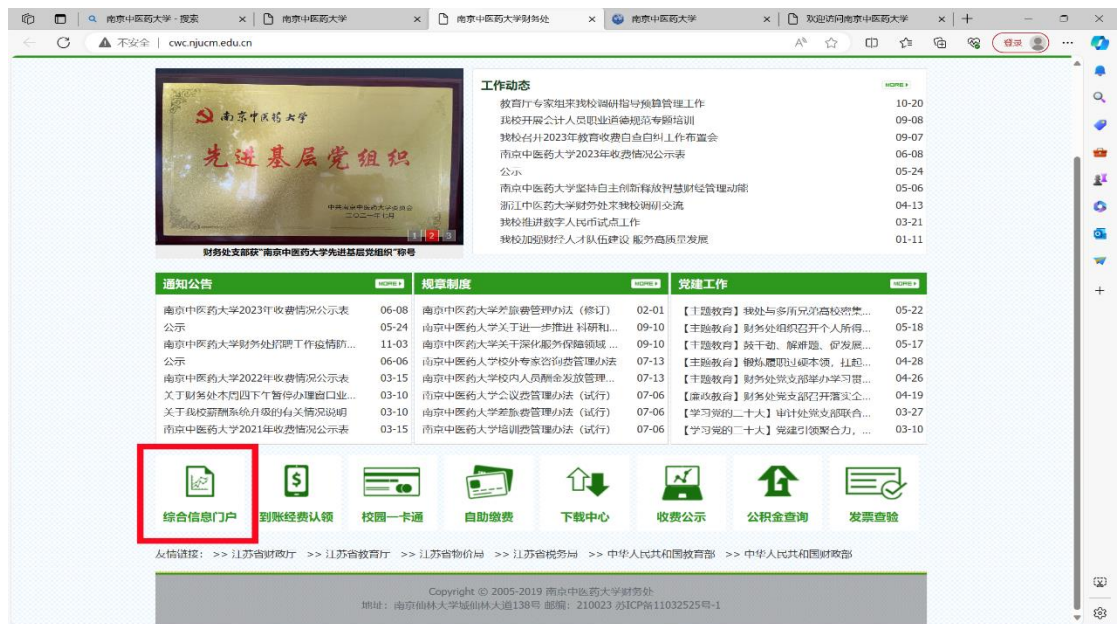 南京中医药大学 - 搜索
南京中医药大学
南京中医药大学财务处
南京中医药大学
欢迎访问南京中医药大学
不安全 | cwc.njucm.edu.cn
登录
南京中医药大学
先进基层党组织
中共南京中医药大学委员会
二〇二一年七月
1 2 3
财务处支部获"南京中医药大学先进基层党组织"称号
工作动态 HOME
教育厅专家组来我校调研指导预算管理工作 10-20
我校开展会计人员职业道德规范专题培训 09-08
我校召开2023年教育收费自查自纠工作布置会 09-07
南京中医药大学2023年收费情况公示表 06-08
公示 05-24
南京中医药大学坚持自主创新释放智慧财经管理动能 05-06
浙江中医药大学财务处来我校调研交流 04-13
我校推进数字人民币试点工作 03-21
我校加强财经人才队伍建设 服务高质量发展 01-11
通知公告 HOME
南京中医药大学2023年收费情况公示表 06-08
公示 05-24
南京中医药大学财务处招聘工作疫情防... 11-03
公示 06-06
南京中医药大学2022年收费情况公示表 03-15
关于财务处本周四下午暂停办理窗口业... 03-10
关于我校薪酬系统升级的有关情况说明 03-10
南京中医药大学2021年收费情况公示表 03-15
规章制度 HOME
南京中医药大学差旅费管理办法（修订） 02-01
南京中医药大学关于进一步推进 科研和... 09-10
南京中医药大学关于深化服务保障领域 ... 09-10
南京中医药大学校外专家咨询费管理办法 07-13
南京中医药大学校内人员酬金发放管理... 07-13
南京中医药大学会议费管理办法（试行） 07-06
南京中医药大学差旅费管理办法（试行） 07-06
南京中医药大学培训费管理办法（试行） 07-06
党建工作 HOME
【主题教育】我处与多所兄弟高校密集... 05-22
【主题教育】财务处组织召开个人所得... 05-18
【主题教育】鼓干劲、解难题、促发展... 05-17
【主题教育】锻炼履职过硬本领，扛起... 04-28
【主题教育】财务处党支部举办学习贯... 04-26
【廉政教育】财务处党支部召开落实全... 04-19
【学习党的二十大】审计处党支部联合... 03-27
【学习党的二十大】党建引领聚合力，... 03-10
综合信息门户 到账经费认领 校园一卡通 自助缴费 下载中心 收费公示 公积金查询 发票查验
友情链接： >> 江苏省财政厅 >> 江苏省教育厅 >> 江苏省物价局 >> 江苏省税务局 >> 中华人民共和国教育部 >> 中华人民共和国财政部
Copyright © 2005-2019 南京中医药大学财务处
地址：南京仙林大学城仙林大道138号 邮编：210023 苏ICP备11032525号-1